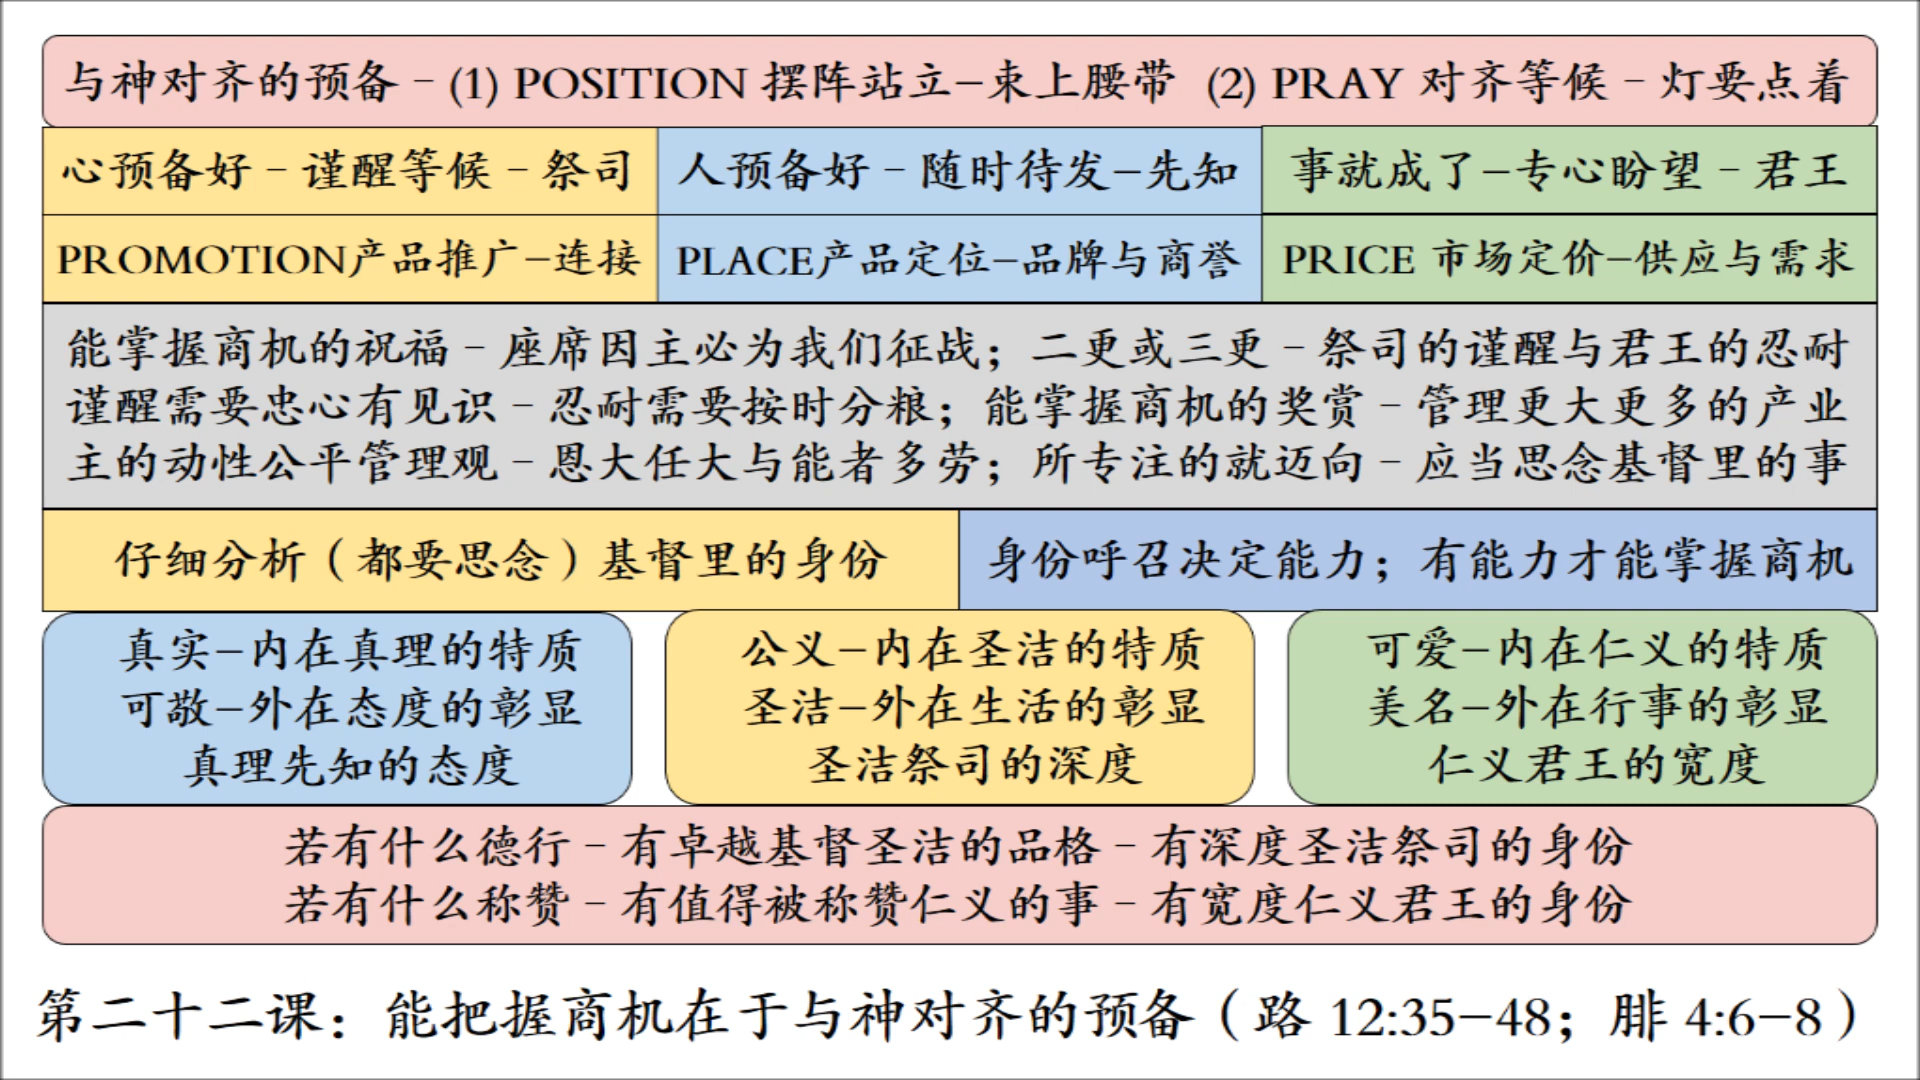 与神对齐的预备 – (1) POSITION 摆阵站立–束上腰带 (2) PRAY 对齐等候 – 灯要点着
心预备好 – 谨醒等候 – 祭司
人预备好 – 随时待发–先知
事就成了–专心盼望 – 君王
PROMOTION产品推广–连接
PLACE产品定位–品牌与商誉
PRICE 市场定价–供应与需求
能掌握商机的祝福 – 座席因主必为我们征战；二更或三更 – 祭司的谨醒与君王的忍耐
谨醒需要忠心有见识 – 忍耐需要按时分粮；能掌握商机的奖赏 – 管理更大更多的产业
主的动性公平管理观 – 恩大任大与能者多劳；所专注的就迈向 – 应当思念基督里的事
仔细分析（都要思念）基督里的身份
身份呼召决定能力；有能力才能掌握商机
真实–内在真理的特质
可敬–外在态度的彰显
真理先知的态度
公义–内在圣洁的特质
圣洁–外在生活的彰显
圣洁祭司的深度
可爱–内在仁义的特质
美名–外在行事的彰显
仁义君王的宽度
若有什么德行 – 有卓越基督圣洁的品格 – 有深度圣洁祭司的身份
若有什么称赞 – 有值得被称赞仁义的事 – 有宽度仁义君王的身份
第二十二课：能把握商机在于与神对齐的预备（路 12:35–48；腓 4:6–8）